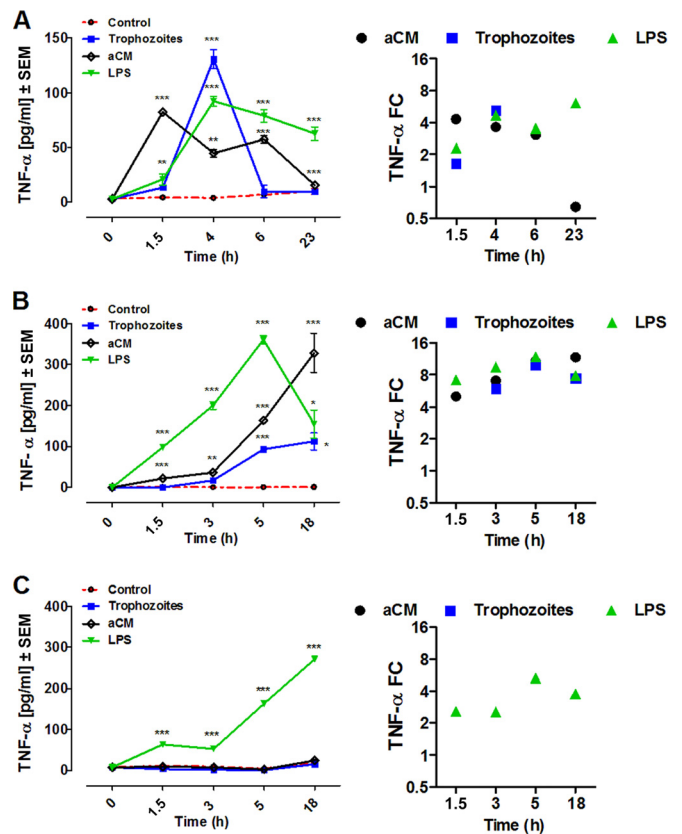 A
Control
Trophozoites
aCM
LPS
TNF-α [pg/ml] ± SEM
150
100
50
0
***
***
***
**
**
***
***
***
***
0
1.5
4
6
23
Time (h)
aCM
Trophozoites
LPS
TNF-α FC
16
8
4
2
1
0.5
1.5
4
6
23
Time (h)
B
Control
Trophozoites
aCM
LPS
TNF- α [pg/ml] ± SEM
400
300
200
100
0
***
***
***
***
***
*
***
***
**
*
0
1.5
3
5
18
Time (h)
aCM
Trophozoites
LPS
TNF-α FC
16
8
4
2
1
0.5
1.5
3
5
18
Time (h)
C
Control
Trophozoites
aCM
LPS
TNF-α [pg/ml] ± SEM
400
300
200
100
0
***
***
***
***
0
1.5
3
5
18
Time (h)
aCM
Trophozoites
LPS
TNF-α FC
16
8
4
2
1
0.5
1.5
3
5
18
Time (h)